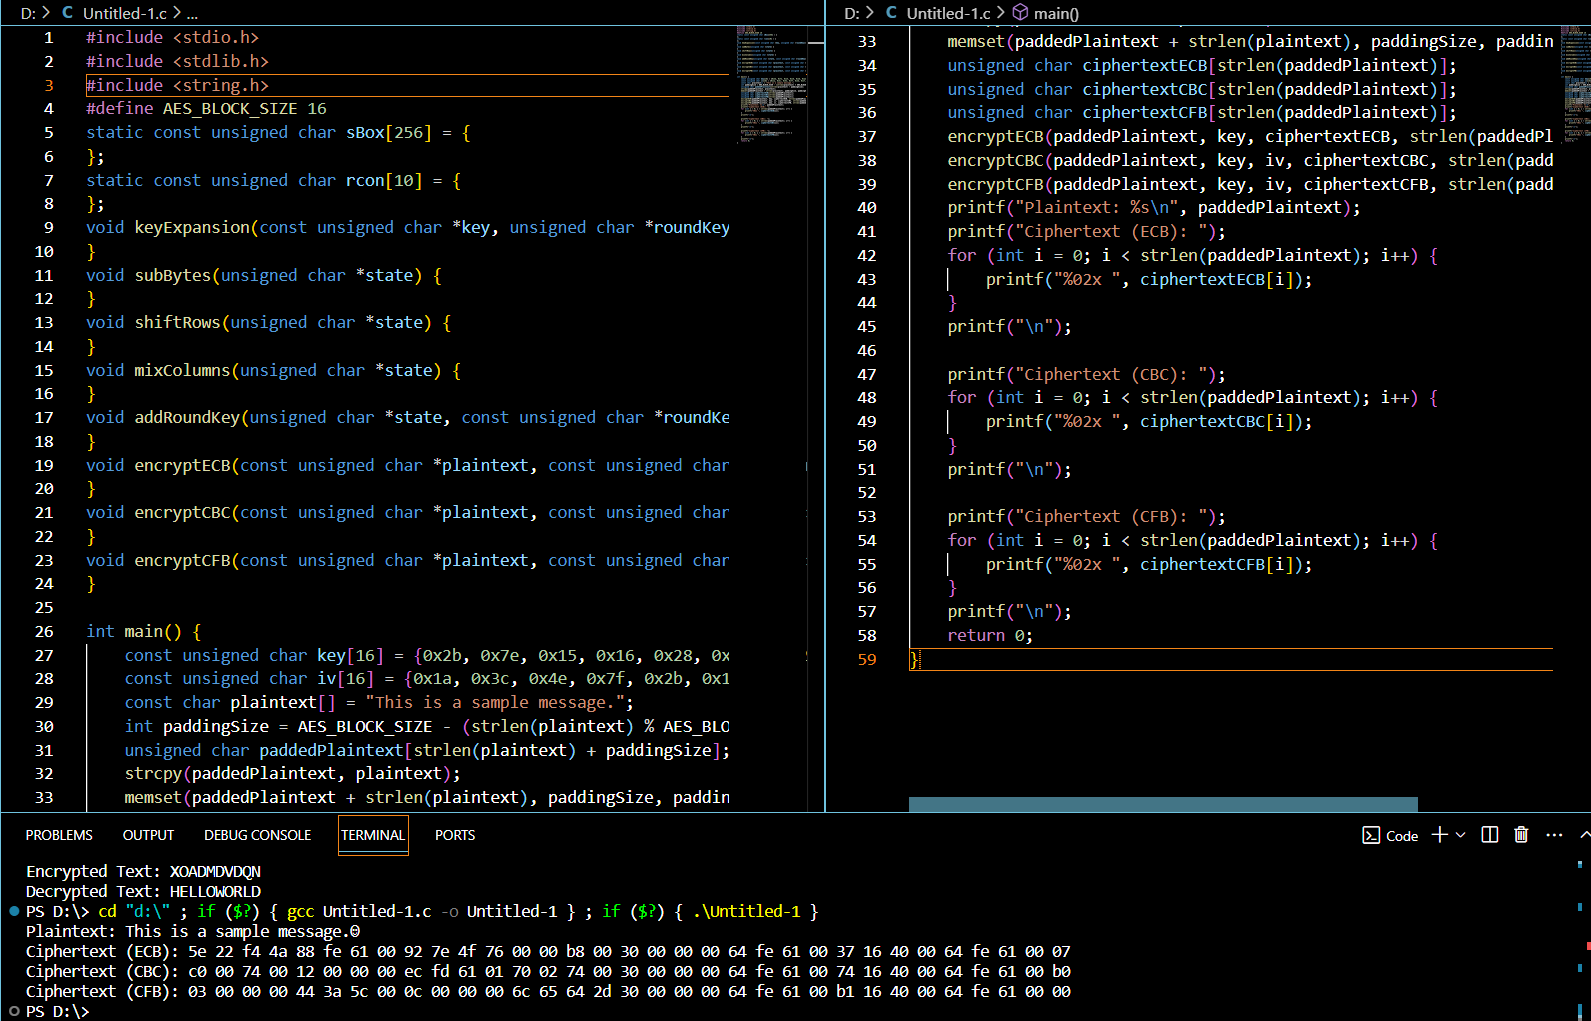 D: > C Untitled-1.c > ...
1 #include <stdio.h>
2 #include <stdlib.h>
3 #include <string.h>
4 #define AES_BLOCK_SIZE 16
5 static const unsigned char sBox[256] = {
6 };
7 static const unsigned char rcon[10] = {
8 };
9 void keyExpansion(const unsigned char *key, unsigned char *roundKey
10 }
11 void subBytes(unsigned char *state) {
12 }
13 void shiftRows(unsigned char *state) {
14 }
15 void mixColumns(unsigned char *state) {
16 }
17 void addRoundKey(unsigned char *state, const unsigned char *roundKe
18 }
19 void encryptECB(const unsigned char *plaintext, const unsigned char
20 }
21 void encryptCBC(const unsigned char *plaintext, const unsigned char
22 }
23 void encryptCFB(const unsigned char *plaintext, const unsigned char
24 }
25
26 int main() {
27 const unsigned char key[16] = {0x2b, 0x7e, 0x15, 0x16, 0x28, 0x
28 const unsigned char iv[16] = {0x1a, 0x3c, 0x4e, 0x7f, 0x2b, 0x1
29 const char plaintext[] = "This is a sample message.";
30 int paddingSize = AES_BLOCK_SIZE - (strlen(plaintext) % AES_BLO
31 unsigned char paddedPlaintext[strlen(plaintext) + paddingSize];
32 strcpy(paddedPlaintext, plaintext);
33 memset(paddedPlaintext + strlen(plaintext), paddingSize, paddin
D: > C Untitled-1.c > main()
33 memset(paddedPlaintext + strlen(plaintext), paddingSize, paddin
34 unsigned char ciphertextECB[strlen(paddedPlaintext)];
35 unsigned char ciphertextCBC[strlen(paddedPlaintext)];
36 unsigned char ciphertextCFB[strlen(paddedPlaintext)];
37 encryptECB(paddedPlaintext, key, ciphertextECB, strlen(paddedPl
38 encryptCBC(paddedPlaintext, key, iv, ciphertextCBC, strlen(padd
39 encryptCFB(paddedPlaintext, key, iv, ciphertextCFB, strlen(padd
40 printf("Plaintext: %s\n", paddedPlaintext);
41 printf("Ciphertext (ECB): ");
42 for (int i = 0; i < strlen(paddedPlaintext); i++) {
43 printf("%02x ", ciphertextECB[i]);
44 }
45 printf("\n");
46
47 printf("Ciphertext (CBC): ");
48 for (int i = 0; i < strlen(paddedPlaintext); i++) {
49 printf("%02x ", ciphertextCBC[i]);
50 }
51 printf("\n");
52
53 printf("Ciphertext (CFB): ");
54 for (int i = 0; i < strlen(paddedPlaintext); i++) {
55 printf("%02x ", ciphertextCFB[i]);
56 }
57 printf("\n");
58 return 0;
59 }
PROBLEMS OUTPUT DEBUG CONSOLE TERMINAL PORTS Code
Encrypted Text: XOADMDVDQN
Decrypted Text: HELLOWORLD
PS D:\> cd "d:\" ; if ($?) { gcc Untitled-1.c -o Untitled-1 } ; if ($?) { .\Untitled-1 }
Plaintext: This is a sample message.
Ciphertext (ECB): 5e 22 f4 4a 88 fe 61 00 92 7e 4f 76 00 00 b8 00 30 00 00 00 64 fe 61 00 37 16 40 00 64 fe 61 00 07
Ciphertext (CBC): c0 00 74 00 12 00 00 00 ec fd 61 01 70 02 74 00 30 00 00 00 64 fe 61 00 74 16 40 00 64 fe 61 00 b0
Ciphertext (CFB): 03 00 00 00 44 3a 5c 00 0c 00 00 00 6c 65 64 2d 30 00 00 00 64 fe 61 00 b1 16 40 00 64 fe 61 00 00
PS D:\>